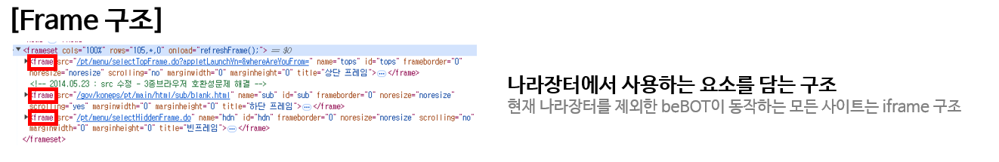 [Frame 구조]
▼<frameset cols="100%" rows="105,*,0" onload="refreshFrame();"> == $0
▶<frame src="/pt/menu/selectTopFrame.do?appletLaunchYn=&whereAreYouFrom=" name="tops" id="tops" frameborder="0"
noresize="noresize" scrolling="no" marginwidth="0" marginheight="0" title="상단 프레임">…</frame>
<!-- 2014.05.23 : src 수정 - 3종브라우저 호환성문제 해결 -->
▶<frame src="/gov/koneps/pt/main/html/sub/blank.html" name="sub" id="sub" frameborder="0" noresize="noresize"
scrolling="yes" marginwidth="0" marginheight="0" title="하단 프레임">…</frame>
▶<frame src="/pt/menu/selectHiddenFrame.do" name="hdn" id="hdn" frameborder="0" noresize="noresize" scrolling="no"
marginwidth="0" marginheight="0" title="빈프레임">…</frame>
</frameset>
나라장터에서 사용하는 요소를 담는 구조
현재 나라장터를 제외한 beBOT이 동작하는 모든 사이트는 iframe 구조